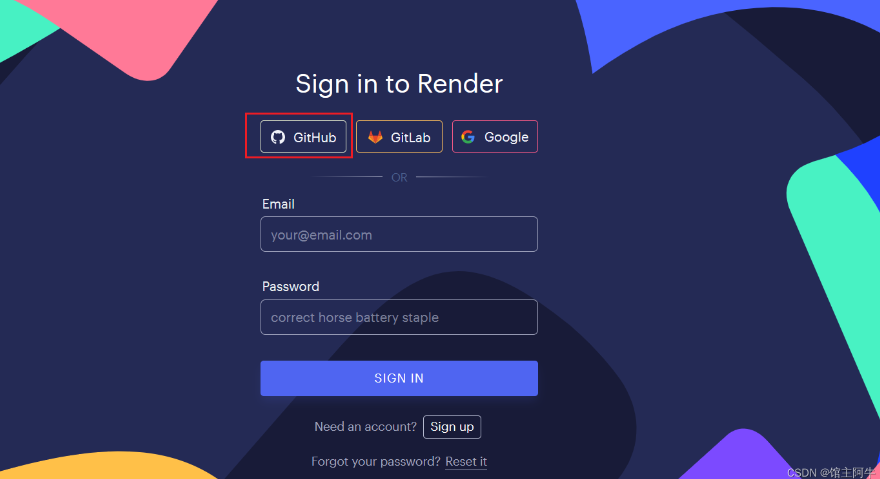 Sign in to Render
GitHub GitLab Google
OR
Email
your@email.com
Password
correct horse battery staple
SIGN IN
Need an account? Sign up
Forgot your password? Reset it
CSDN @馆主阿牛